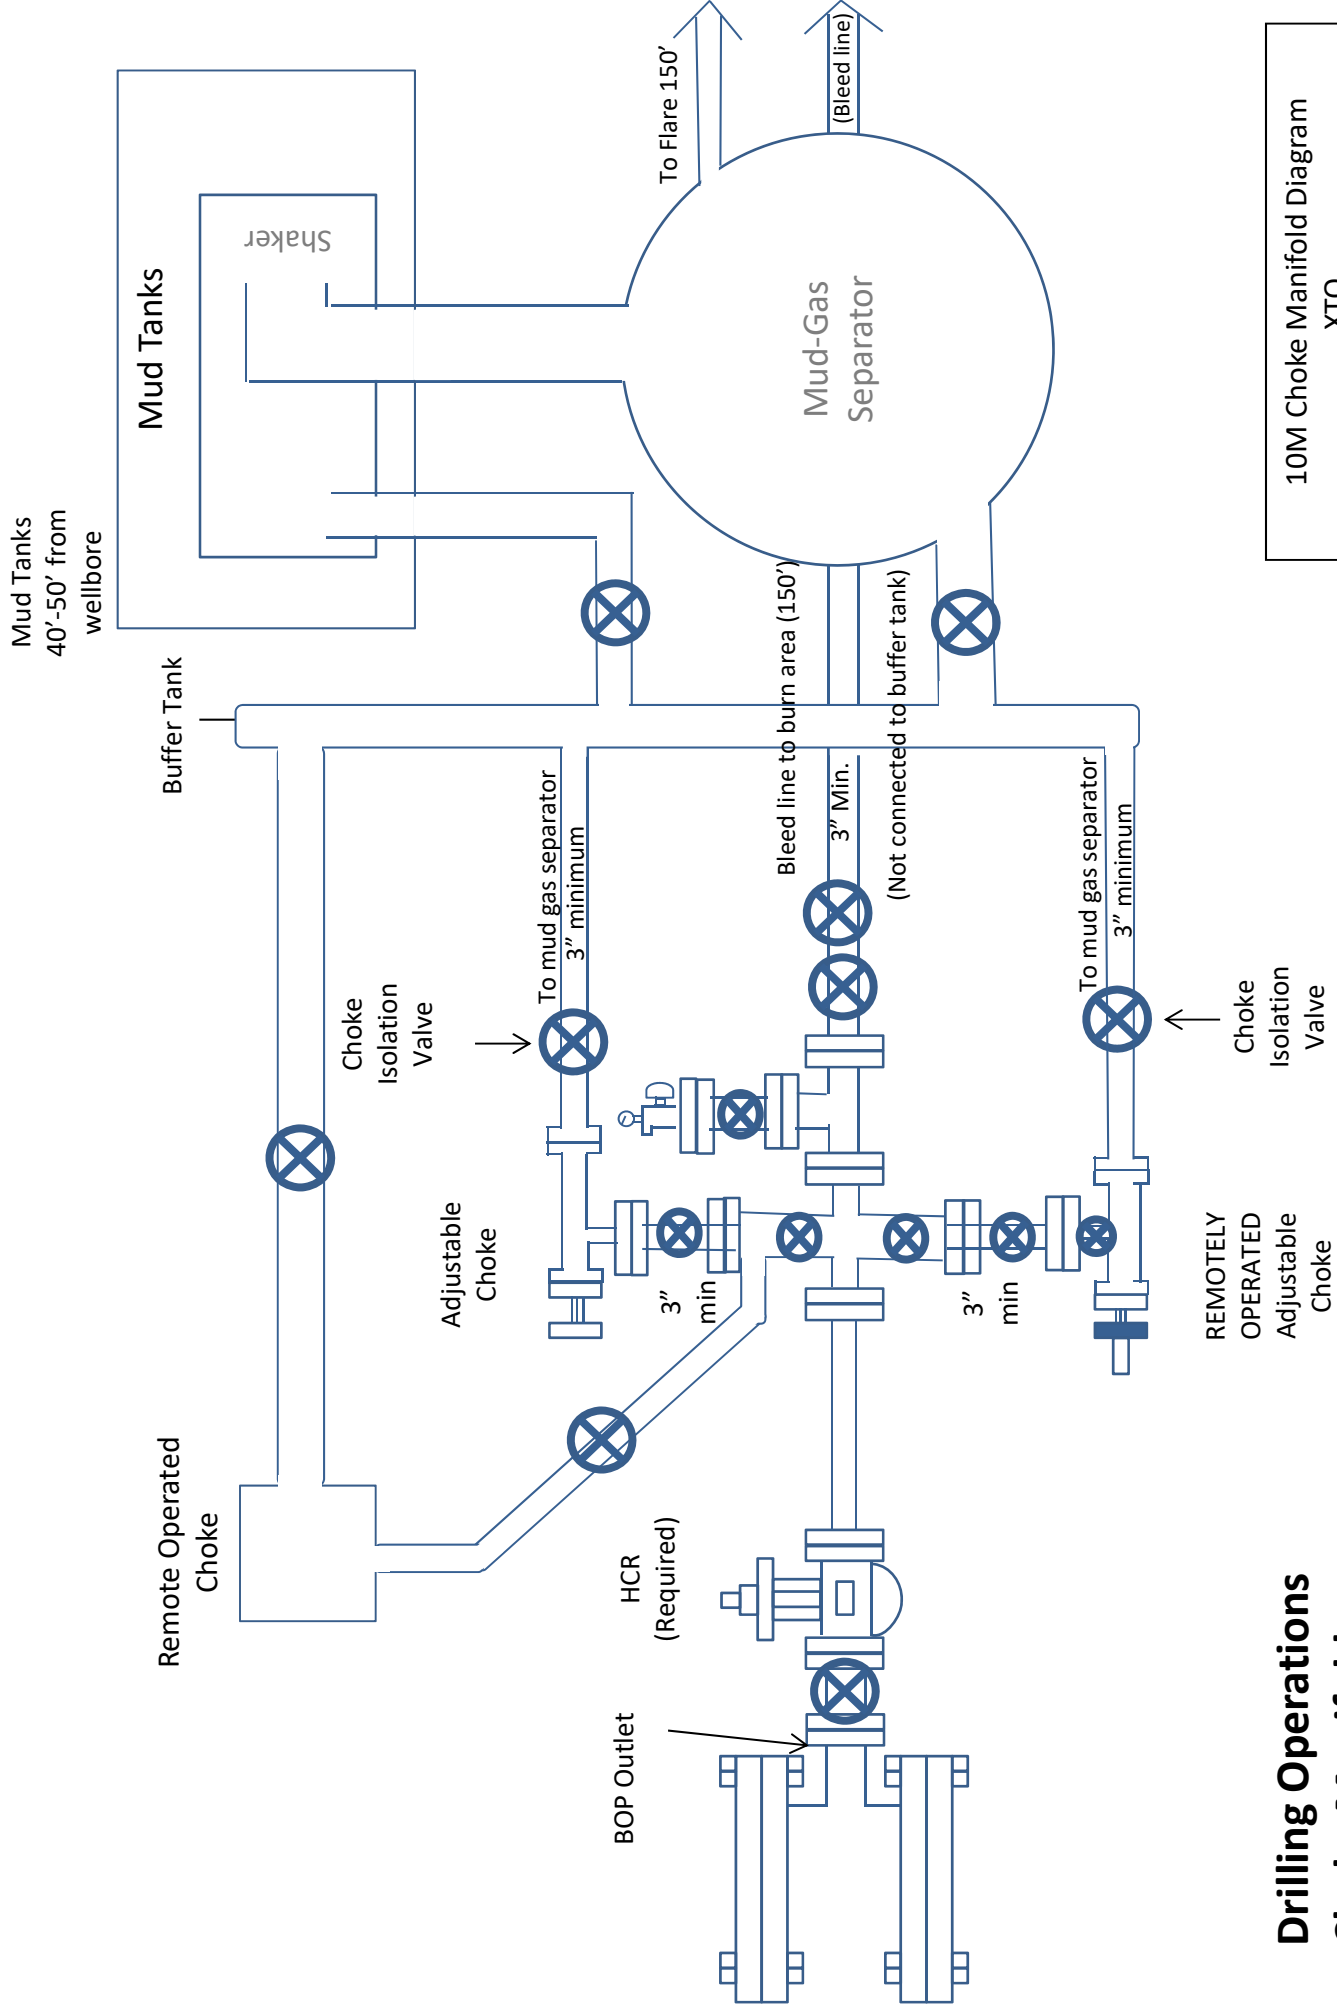 Mud Tanks
40’-50’ from
wellbore
Mud Tanks
Shaker
Buffer Tank
To Flare 150’
(Bleed line)
Mud-Gas
Separator
Remote Operated
Choke
Choke
Isolation
Valve
To mud gas separator
3” minimum
Adjustable
Choke
3”
min
Bleed line to burn area (150’)
3” Min.
(Not connected to buffer tank)
HCR
(Required)
BOP Outlet
3”
min
To mud gas separator
3” minimum
Choke
Isolation
Valve
REMOTELY
OPERATED
Adjustable
Choke
10M Choke Manifold Diagram
XTO
Drilling Operations